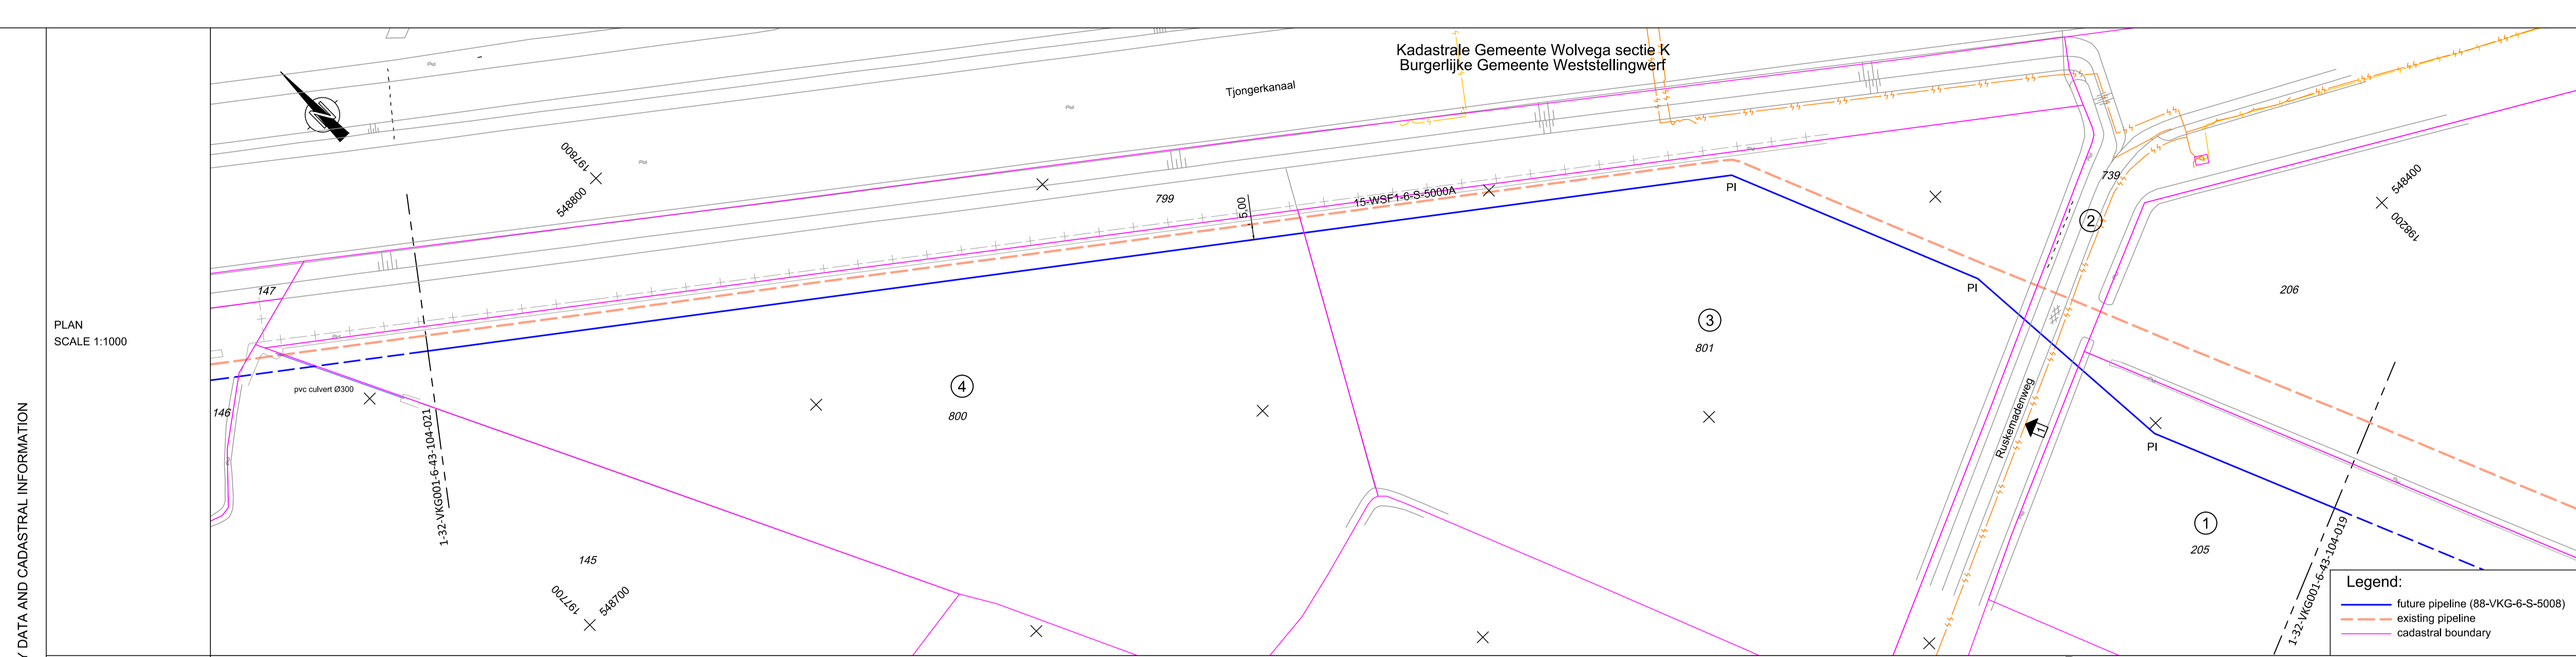 Kadastrale Gemeente Wolvega sectie K
Burgerlijke Gemeente Weststellingwerf
Tjongerkanaal
N
197800
548800
799
5.00
15-WSF1-6-S-5000A
PI
739
2
548400
198200
147
206
PI
PLAN
SCALE 1:1000
3
801
pvc culvert Ø300
4
800
146
1-32-VKG001-6-43-104-021
Ruskemadenweg
1
PI
Y DATA AND CADASTRAL INFORMATION
1
205
1-32-VKG001-6-43-104-019
145
197700
548700
Legend:
future pipeline (88-VKG-6-S-5008)
existing pipeline
cadastral boundary